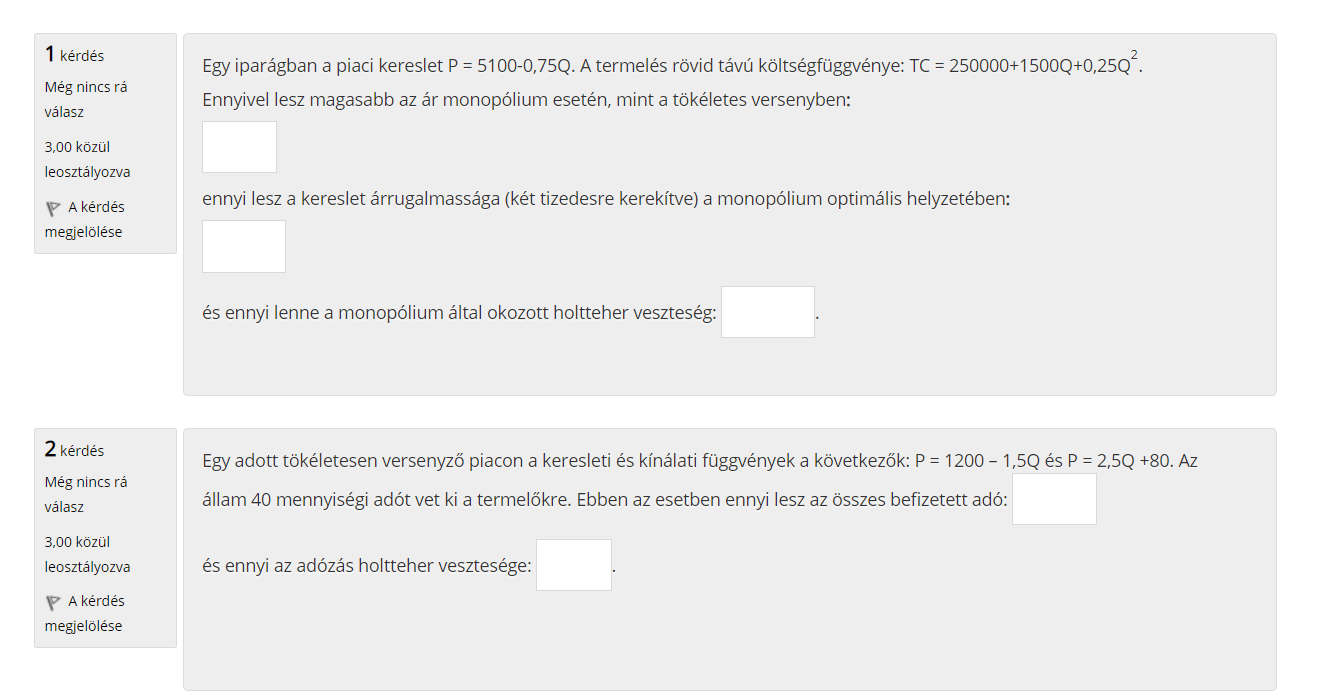 1 kérdés
Még nincs rá
válasz
3,00 közül
leosztályozva
A kérdés
megjelölése
Egy iparágban a piaci kereslet P = 5100-0,75Q. A termelés rövid távú költségfüggvénye: TC = 250000+1500Q+0,25Q².
Ennyivel lesz magasabb az ár monopólium esetén, mint a tökéletes versenyben:
ennyi lesz a kereslet árrugalmassága (két tizedesre kerekítve) a monopólium optimális helyzetében:
és ennyi lenne a monopólium által okozott holtteher veszteség: .
2 kérdés
Még nincs rá
válasz
3,00 közül
leosztályozva
A kérdés
megjelölése
Egy adott tökéletesen versenyző piacon a keresleti és kínálati függvények a következők: P = 1200 – 1,5Q és P = 2,5Q +80. Az
állam 40 mennyiségi adót vet ki a termelőkre. Ebben az esetben ennyi lesz az összes befizetett adó:
és ennyi az adózás holtteher vesztesége: .